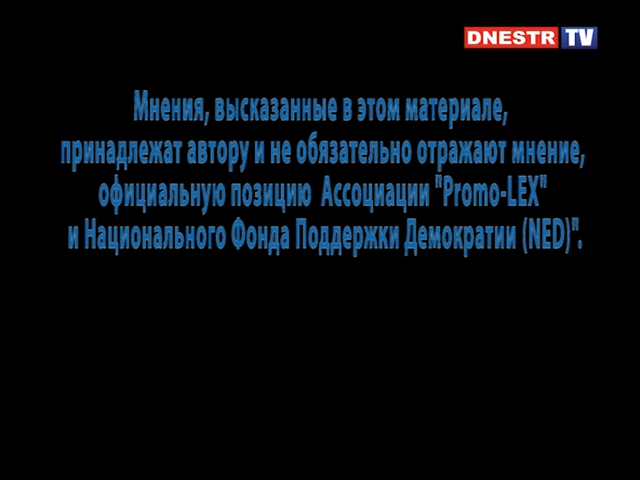 DNESTR TV
Мнения, высказанные в этом материале,
принадлежат автору и не обязательно отражают мнение,
официальную позицию Ассоциации "Promo-LEX"
и Национального Фонда Поддержки Демократии (NED)".